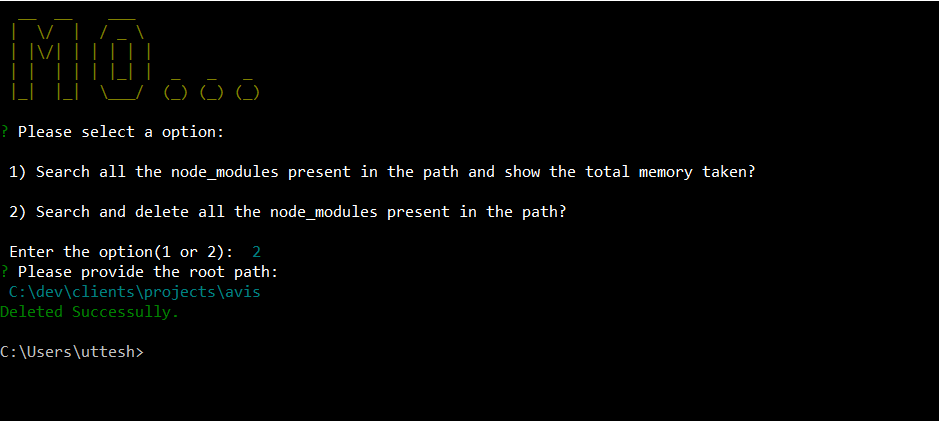 MO...
? Please select a option:
1) Search all the node_modules present in the path and show the total memory taken?
2) Search and delete all the node_modules present in the path?
Enter the option(1 or 2):  2
? Please provide the root path:
C:\dev\clients\projects\avis
Deleted Successully.
C:\Users\uttesh>